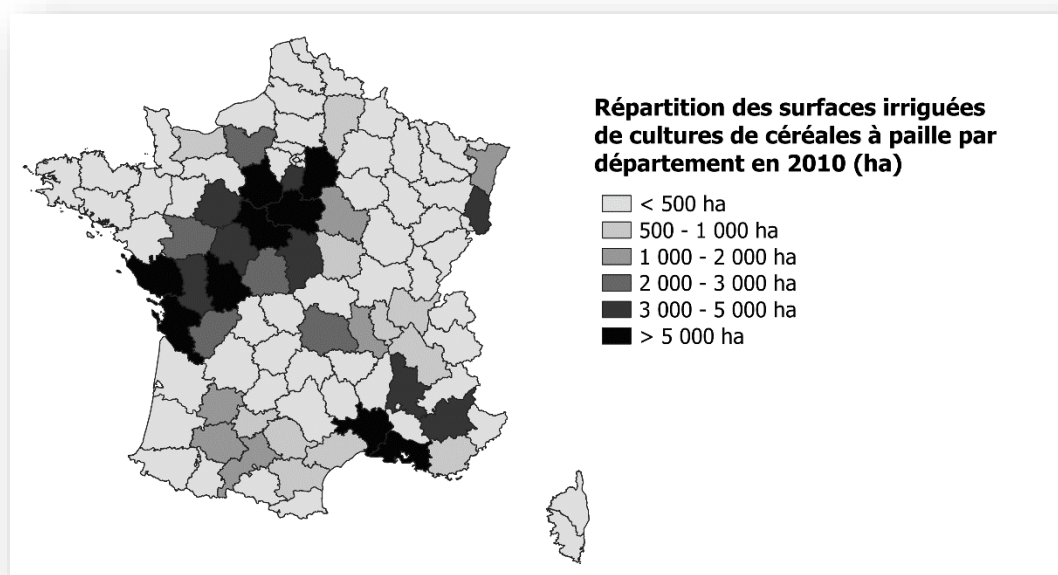 Répartition des surfaces irriguées
de cultures de céréales à paille par
département en 2010 (ha)
< 500 ha
500 - 1 000 ha
1 000 - 2 000 ha
2 000 - 3 000 ha
3 000 - 5 000 ha
> 5 000 ha